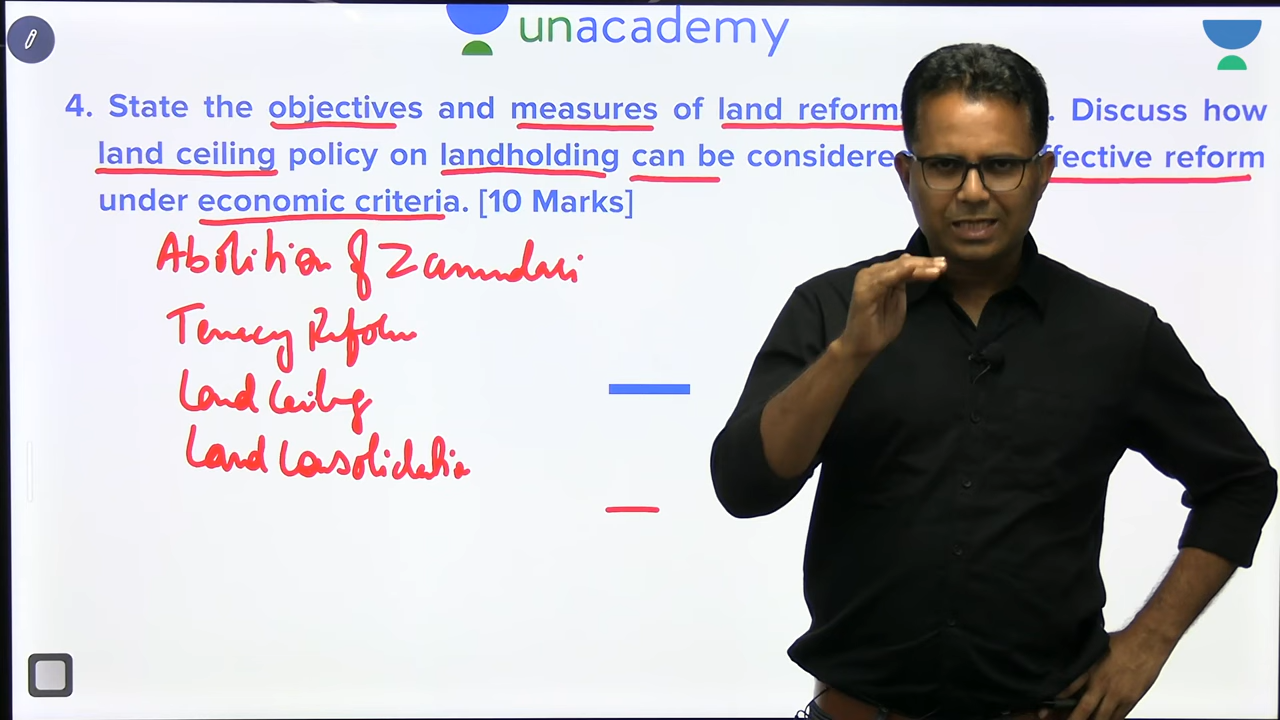 unacademy
4. State the objectives and measures of land reform . Discuss how
land ceiling policy on landholding can be considere ffective reform
under economic criteria. [10 Marks]
Abolition of Zamindari
Tenacy Reform
Land Ceiling
Land Consolidation